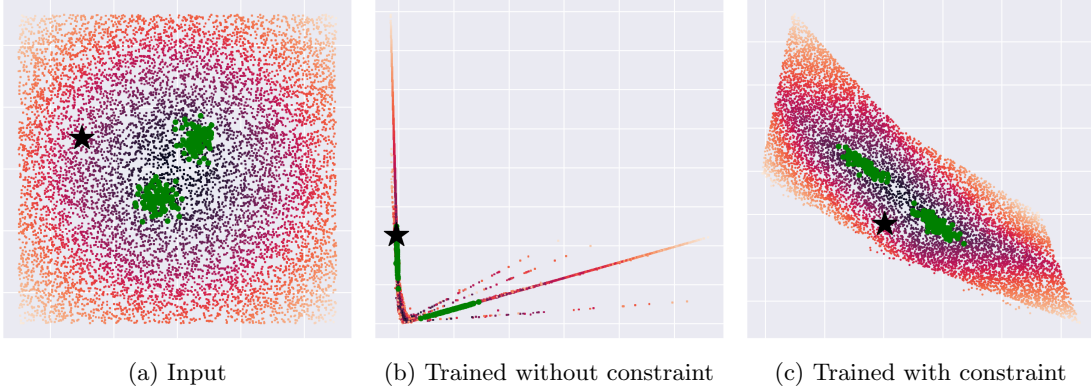 (a) Input
(b) Trained without constraint
(c) Trained with constraint